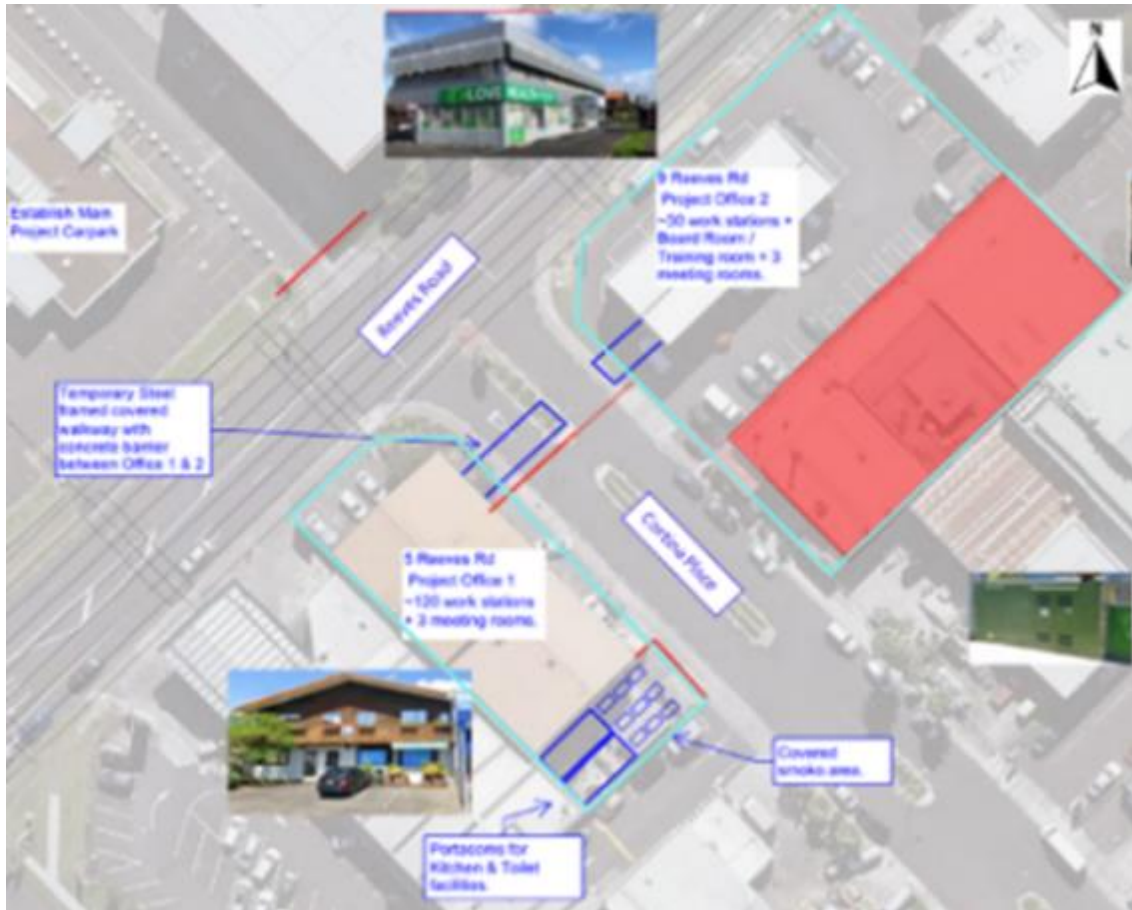 N
LOVE
9 Reeves Rd
Project Office 2
~30 work stations +
Board Room /
Training room + 3
meeting rooms.
Establish Main
Project Carpark
Reeves Road
Temporary Steel
framed covered
walkway with
concrete barrier
between Office 1 & 2
Cortina Place
5 Reeves Rd
Project Office 1
~120 work stations
+ 3 meeting rooms.
Covered
smoko area.
Portacoms for
Kitchen & Toilet
facilities.